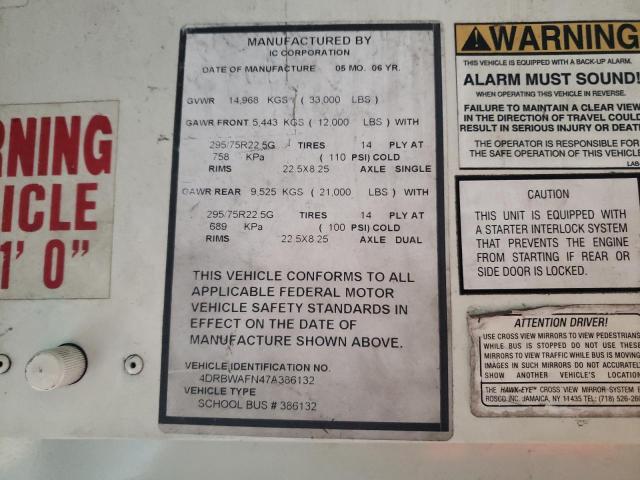 RNING
ICLE
1' 0"
MANUFACTURED BY
IC CORPORATION
DATE OF MANUFACTURE 05 MO. 06 YR.
GVWR 14,968 KGS ( 33,000 LBS )
GAWR FRONT 5,443 KGS ( 12,000 LBS ) WITH
295/75R22.5G TIRES 14 PLY AT
758 KPa ( 110 PSI) COLD
RIMS 22.5X8.25 AXLE SINGLE
GAWR REAR 9,525 KGS ( 21,000 LBS ) WITH
295/75R22.5G TIRES 14 PLY AT
689 KPa ( 100 PSI) COLD
RIMS 22.5X8.25 AXLE DUAL
THIS VEHICLE CONFORMS TO ALL
APPLICABLE FEDERAL MOTOR
VEHICLE SAFETY STANDARDS IN
EFFECT ON THE DATE OF
MANUFACTURE SHOWN ABOVE.
VEHICLE IDENTIFICATION NO.
4DRBWAFN47A386132
VEHICLE TYPE
SCHOOL BUS # 386132
WARNING
THIS VEHICLE IS EQUIPPED WITH A BACK-UP ALARM.
ALARM MUST SOUND!
WHEN OPERATING THIS VEHICLE IN REVERSE.
FAILURE TO MAINTAIN A CLEAR VIEW
IN THE DIRECTION OF TRAVEL COULD
RESULT IN SERIOUS INJURY OR DEATH
THE OPERATOR IS RESPONSIBLE FOR
THE SAFE OPERATION OF THIS VEHICLE
LAB
CAUTION
THIS UNIT IS EQUIPPED WITH
A STARTER INTERLOCK SYSTEM
THAT PREVENTS THE ENGINE
FROM STARTING IF REAR OR
SIDE DOOR IS LOCKED.
ATTENTION DRIVER!
USE CROSS VIEW MIRRORS TO VIEW PEDESTRIANS
WHILE BUS IS STOPPED DO NOT USE THESE
MIRRORS TO VIEW TRAFFIC WHILE BUS IS MOVING.
IMAGES IN SUCH MIRRORS DO NOT ACCURATELY
SHOW ANOTHER VEHICLE'S LOCATION
THE HAWK-EYE CROSS VIEW MIRROR SYSTEM B
ROSCO INC. JAMAICA, NY 11435 TEL: (718) 526-260